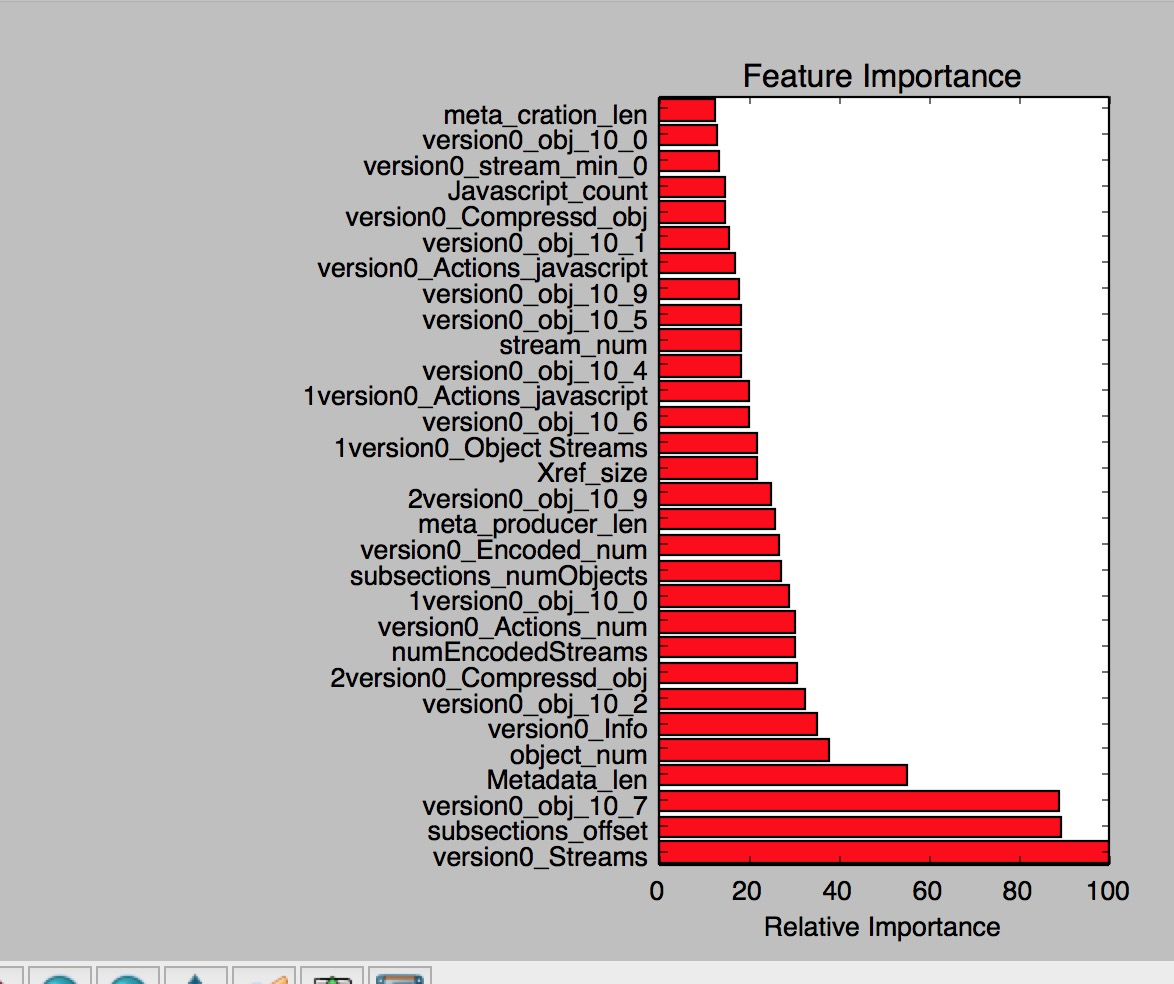 Feature Importance
meta_cration_len
version0_obj_10_0
version0_stream_min_0
Javascript_count
version0_Compressd_obj
version0_obj_10_1
version0_Actions_javascript
version0_obj_10_9
version0_obj_10_5
stream_num
version0_obj_10_4
1version0_Actions_javascript
version0_obj_10_6
1version0_Object Streams
Xref_size
2version0_obj_10_9
meta_producer_len
version0_Encoded_num
subsections_numObjects
1version0_obj_10_0
version0_Actions_num
numEncodedStreams
2version0_Compressd_obj
version0_obj_10_2
version0_Info
object_num
Metadata_len
version0_obj_10_7
subsections_offset
version0_Streams
0 20 40 60 80 100
Relative Importance